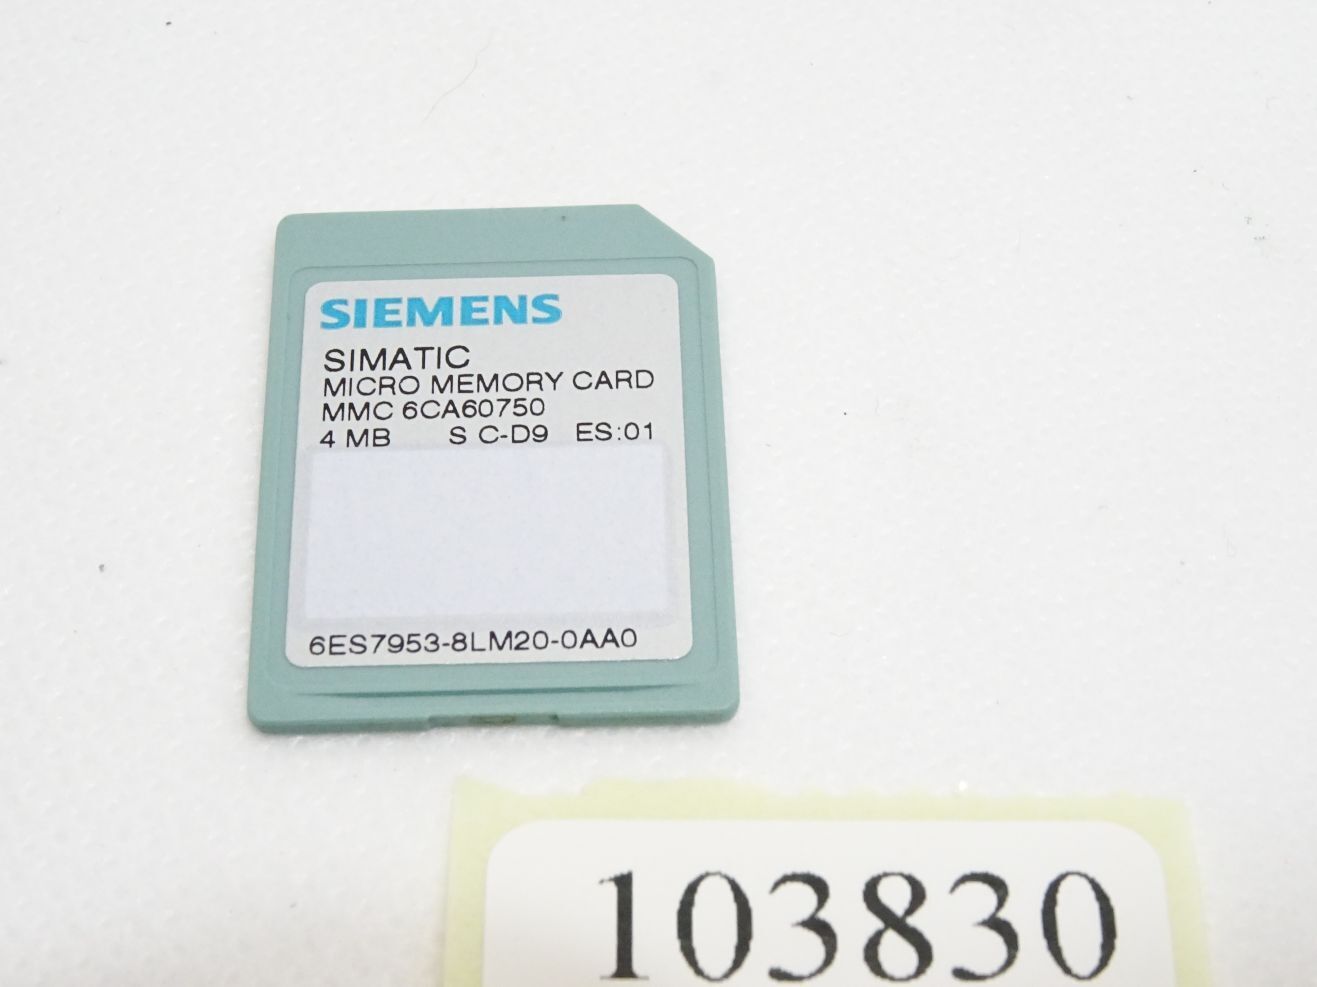 SIEMENS
SIMATIC
MICRO MEMORY CARD
MMC 6CA60750
4 MB S C-D9 ES:01
6ES7953-8LM20-0AA0
103830